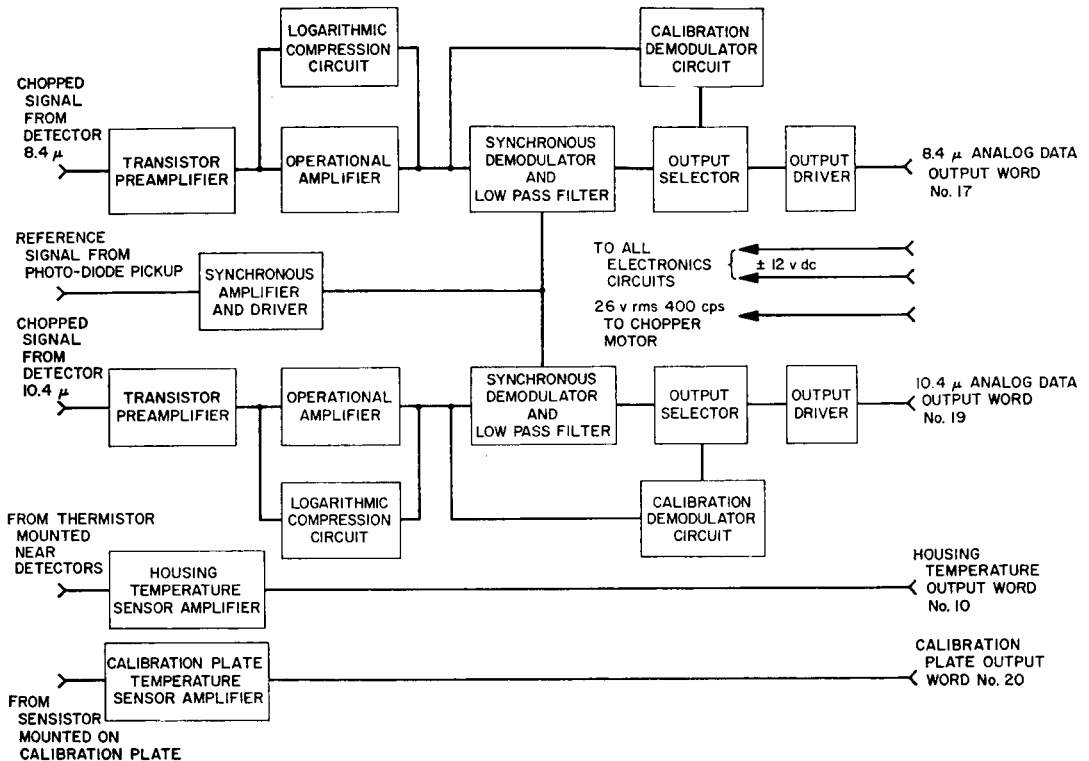 LOGARITHMIC
COMPRESSION
CIRCUIT
CALIBRATION
DEMODULATOR
CIRCUIT
CHOPPED
SIGNAL
FROM
DETECTOR
8.4 μ
TRANSISTOR
PREAMPLIFIER
OPERATIONAL
AMPLIFIER
SYNCHRONOUS
DEMODULATOR
AND
LOW PASS FILTER
OUTPUT
SELECTOR
OUTPUT
DRIVER
8.4 μ ANALOG DATA
OUTPUT WORD
No. 17
REFERENCE
SIGNAL FROM
PHOTO-DIODE PICKUP
SYNCHRONOUS
AMPLIFIER
AND DRIVER
TO ALL
ELECTRONICS
CIRCUITS
± 12 v dc
26 v rms 400 cps
TO CHOPPER
MOTOR
CHOPPED
SIGNAL
FROM
DETECTOR
10.4 μ
TRANSISTOR
PREAMPLIFIER
OPERATIONAL
AMPLIFIER
SYNCHRONOUS
DEMODULATOR
AND
LOW PASS FILTER
OUTPUT
SELECTOR
OUTPUT
DRIVER
10.4 μ ANALOG DATA
OUTPUT WORD
No. 19
LOGARITHMIC
COMPRESSION
CIRCUIT
CALIBRATION
DEMODULATOR
CIRCUIT
FROM THERMISTOR
MOUNTED
NEAR
DETECTORS
HOUSING
TEMPERATURE
SENSOR AMPLIFIER
HOUSING
TEMPERATURE
OUTPUT WORD
No. 10
CALIBRATION PLATE
TEMPERATURE
SENSOR AMPLIFIER
CALIBRATION
PLATE OUTPUT
WORD No. 20
FROM
SENSISTOR
MOUNTED ON
CALIBRATION PLATE